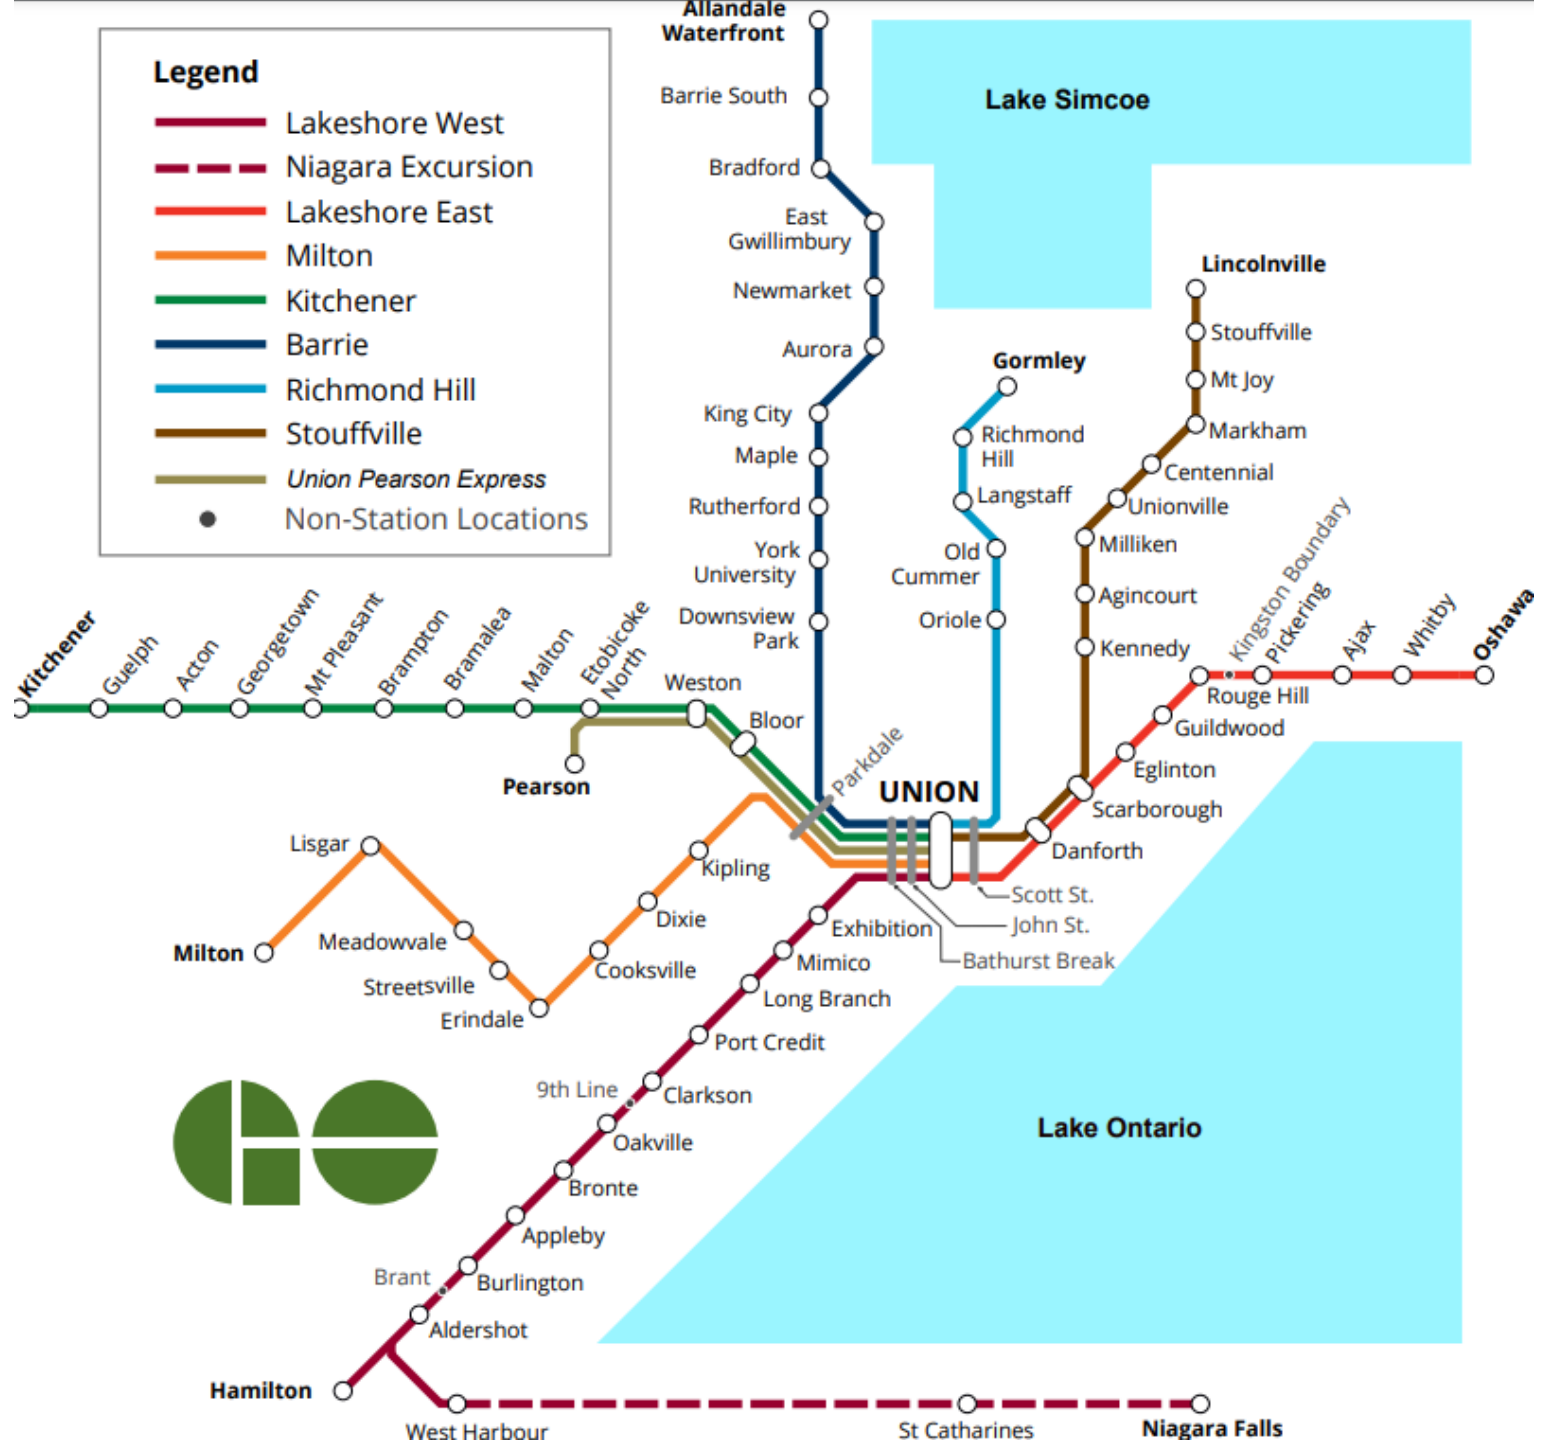 Allandale
Waterfront
Legend
Lakeshore West
Niagara Excursion
Lakeshore East
Milton
Kitchener
Barrie
Richmond Hill
Stouffville
Union Pearson Express
Non-Station Locations
Barrie South
Bradford
East
Gwillimbury
Newmarket
Aurora
King City
Maple
Rutherford
York
University
Downsview
Park
Lake Simcoe
Gormley
Richmond
Hill
Langstaff
Old
Cummer
Oriole
Lincolnville
Stouffville
Mt Joy
Markham
Centennial
Unionville
Milliken
Agincourt
Kennedy
Kitchener
Guelph
Acton
Georgetown
Mt Pleasant
Brampton
Bramalea
Malton
Etobicoke
North
Weston
Bloor
Pearson
Parkdale
UNION
Kingston Boundary
Pickering
Ajax
Whitby
Oshawa
Rouge Hill
Guildwood
Eglinton
Scarborough
Danforth
Scott St.
John St.
Bathurst Break
Lisgar
Milton
Meadowvale
Streetsville
Erindale
Cooksville
Dixie
Kipling
Exhibition
Mimico
Long Branch
Port Credit
9th Line
Clarkson
Oakville
Bronte
Appleby
Brant
Burlington
Aldershot
Hamilton
West Harbour
St Catharines
Niagara Falls
Lake Ontario
GO